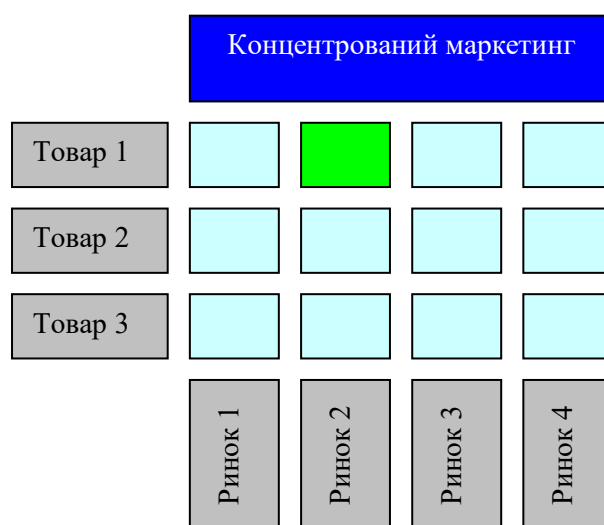 Концентрований маркетинг
Товар 1
Товар 2
Товар 3
Ринок 1
Ринок 2
Ринок 3
Ринок 4